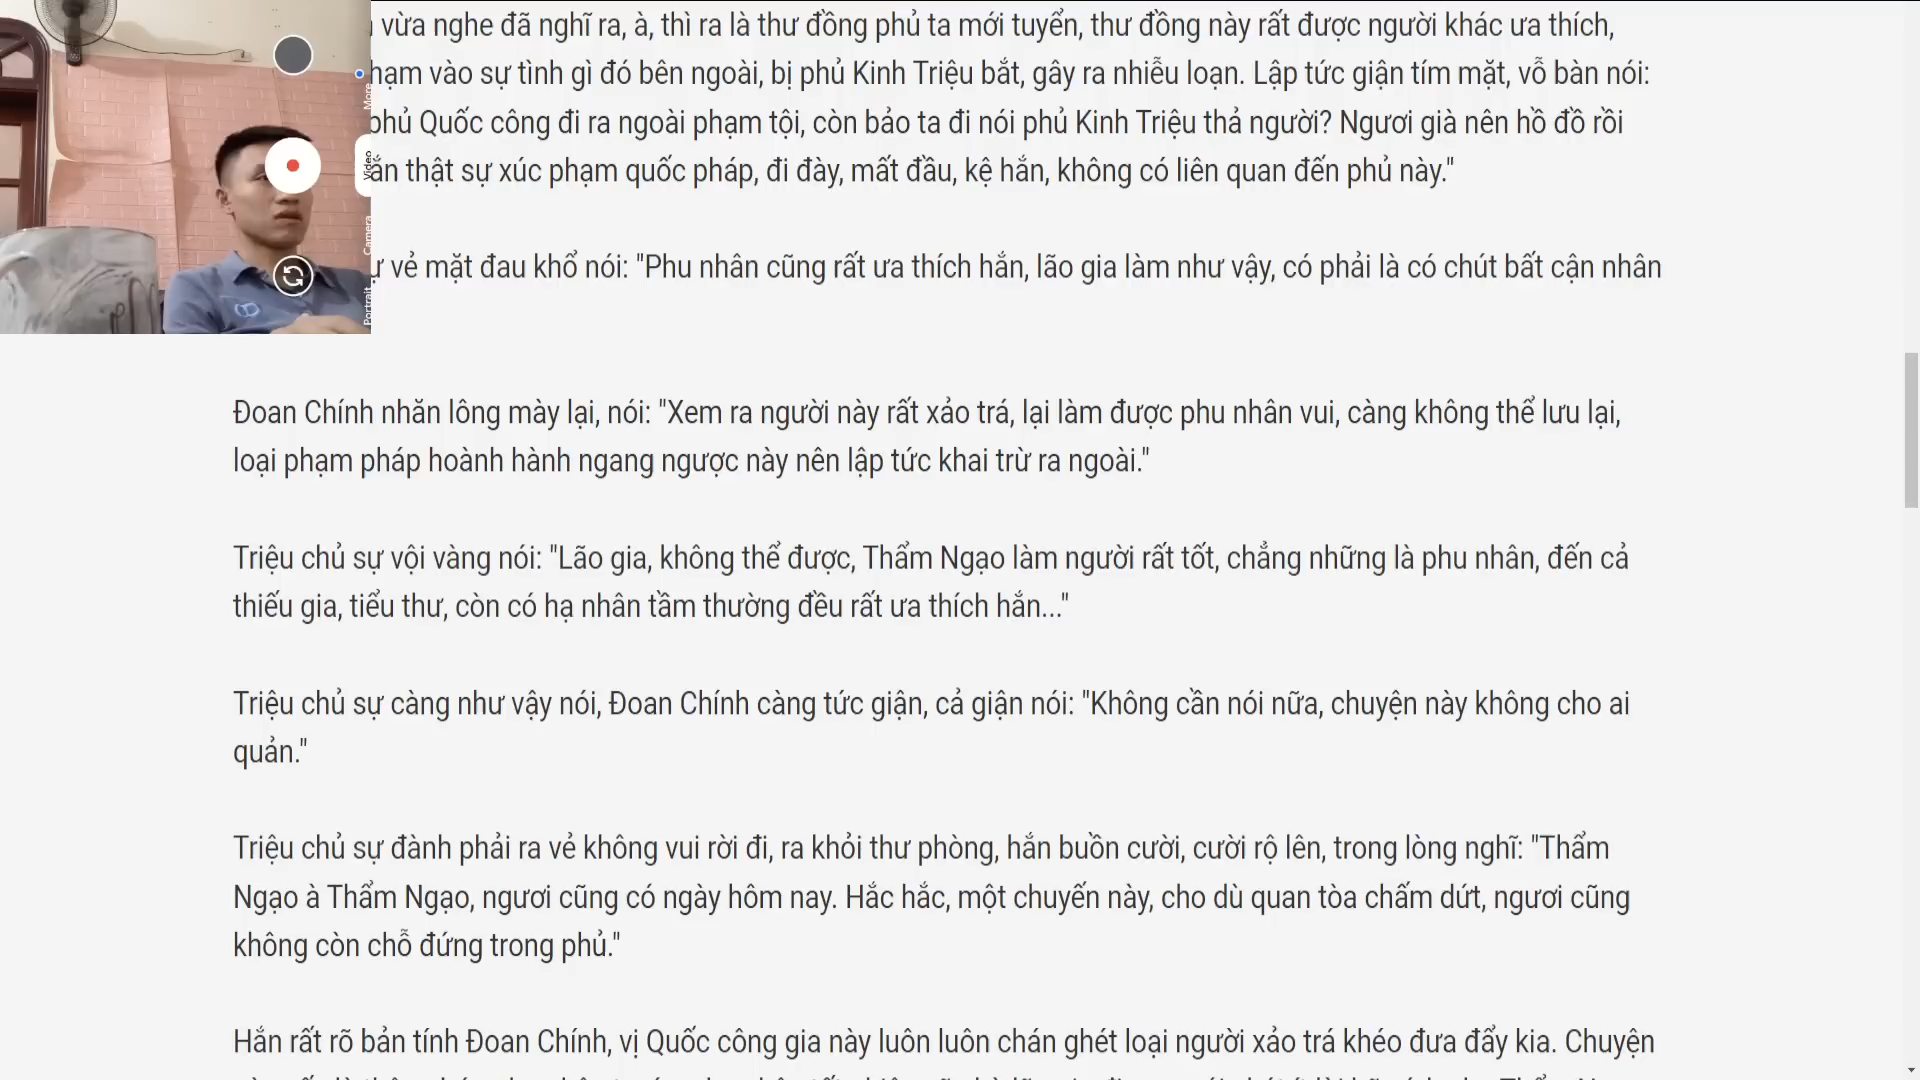 vừa nghe đã nghĩ ra, à, thì ra là thư đồng phủ ta mới tuyển, thư đồng này rất được người khác ưa thích,
phạm vào sự tình gì đó bên ngoài, bị phủ Kinh Triệu bắt, gây ra nhiễu loạn. Lập tức giận tím mặt, vỗ bàn nói:
phủ Quốc công đi ra ngoài phạm tội, còn bảo ta đi nói phủ Kinh Triệu thả người? Ngươi già nên hồ đồ rồi
thật sự xúc phạm quốc pháp, đi đày, mất đầu, kệ hắn, không có liên quan đến phủ này."
vẻ mặt đau khổ nói: "Phu nhân cũng rất ưa thích hắn, lão gia làm như vậy, có phải là có chút bất cận nhân
More
Video
Camera
Portrait
Đoan Chính nhăn lông mày lại, nói: "Xem ra người này rất xảo trá, lại làm được phu nhân vui, càng không thể lưu lại,
loại phạm pháp hoành hành ngang ngược này nên lập tức khai trừ ra ngoài."
Triệu chủ sự vội vàng nói: "Lão gia, không thể được, Thẩm Ngạo làm người rất tốt, chẳng những là phu nhân, đến cả
thiếu gia, tiểu thư, còn có hạ nhân tầm thường đều rất ưa thích hắn..."
Triệu chủ sự càng như vậy nói, Đoan Chính càng tức giận, cả giận nói: "Không cần nói nữa, chuyện này không cho ai
quản."
Triệu chủ sự đành phải ra vẻ không vui rời đi, ra khỏi thư phòng, hắn buồn cười, cười rộ lên, trong lòng nghĩ: "Thẩm
Ngạo à Thẩm Ngạo, ngươi cũng có ngày hôm nay. Hắc hắc, một chuyến này, cho dù quan tòa chấm dứt, ngươi cũng
không còn chỗ đứng trong phủ."
Hắn rất rõ bản tính Đoan Chính, vị Quốc công gia này luôn luôn chán ghét loại người xảo trá khéo đưa đẩy kia. Chuyện